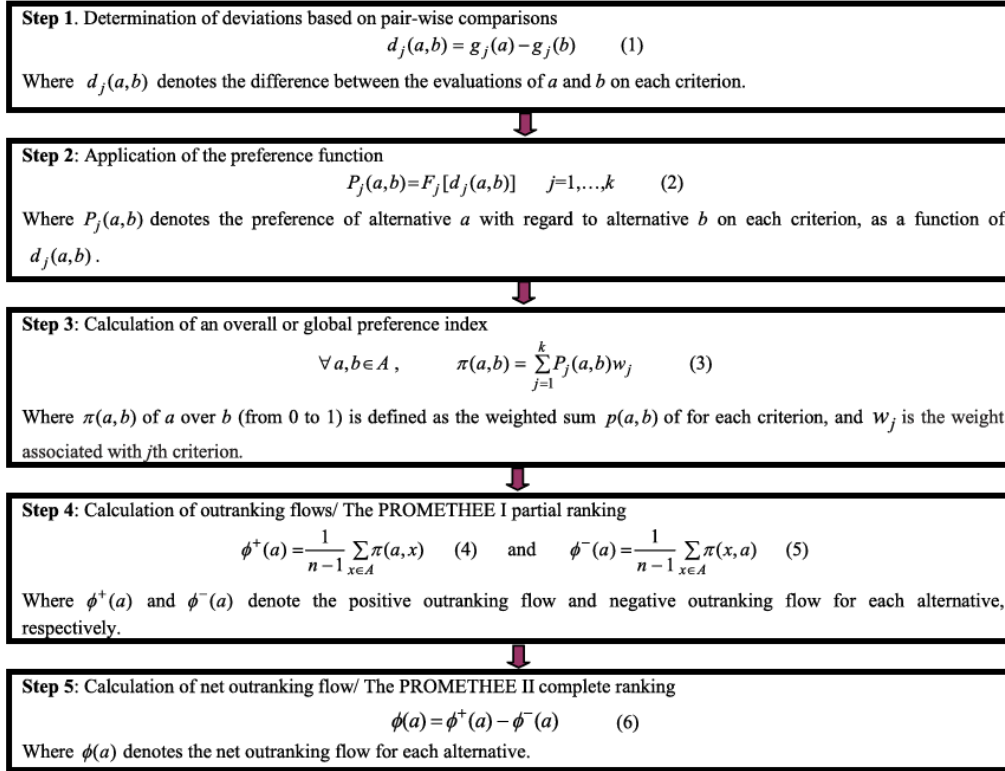 Step 1. Determination of deviations based on pair-wise comparisons
d_j(a,b) = g_j(a) − g_j(b) (1)
Where d_j(a,b) denotes the difference between the evaluations of a and b on each criterion.
Step 2: Application of the preference function
P_j(a,b)=F_j[d_j(a,b)] j=1,...,k (2)
Where P_j(a,b) denotes the preference of alternative a with regard to alternative b on each criterion, as a function of
d_j(a,b).
Step 3: Calculation of an overall or global preference index
∀ a,b∈A, π(a,b) = ∑_{j=1}^{k} P_j(a,b)w_j (3)
Where π(a,b) of a over b (from 0 to 1) is defined as the weighted sum p(a,b) of for each criterion, and w_j is the weight
associated with jth criterion.
Step 4: Calculation of outranking flows/ The PROMETHEE I partial ranking
ϕ⁺(a) = 1/(n−1) ∑_{x∈A} π(a,x) (4) and ϕ⁻(a) = 1/(n−1) ∑_{x∈A} π(x,a) (5)
Where ϕ⁺(a) and ϕ⁻(a) denote the positive outranking flow and negative outranking flow for each alternative,
respectively.
Step 5: Calculation of net outranking flow/ The PROMETHEE II complete ranking
ϕ(a) = ϕ⁺(a) − ϕ⁻(a) (6)
Where ϕ(a) denotes the net outranking flow for each alternative.